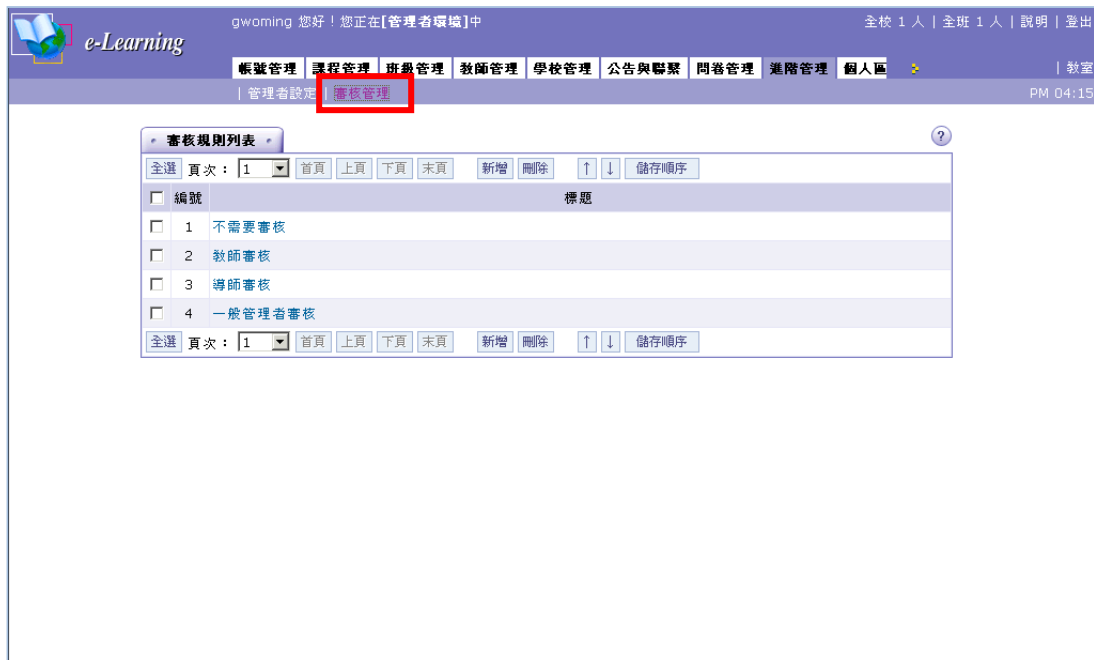 e-Learning
gwoming 您好！您正在[管理者環境]中
全校 1 人 | 全班 1 人 | 說明 | 登出
帳號管理 課程管理 班級管理 教師管理 學校管理 公告與聯繫 問卷管理 進階管理 個人區 | 教室
| 管理者設定 | 審核管理 PM 04:15
審核規則列表 ?
全選 頁次： 1 首頁 上頁 下頁 末頁 新增 刪除 ↑ ↓ 儲存順序
編號 標題
1 不需要審核
2 教師審核
3 導師審核
4 一般管理者審核
全選 頁次： 1 首頁 上頁 下頁 末頁 新增 刪除 ↑ ↓ 儲存順序